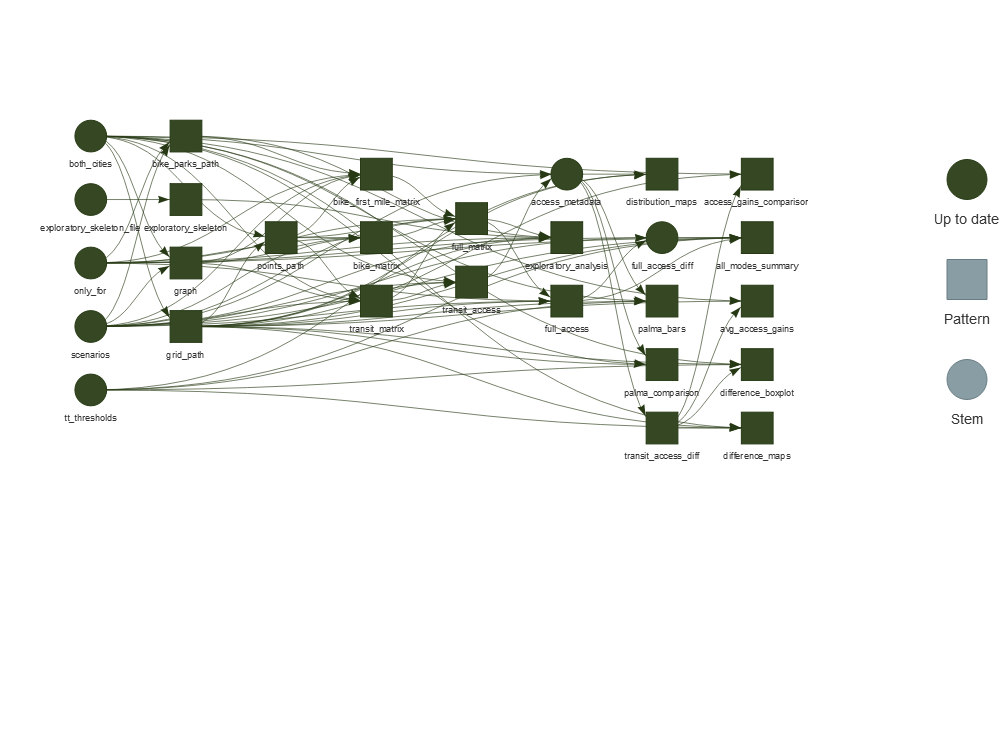 both_cities
bike_parks_path
bike_first_mile_matrix
access_metadata
distribution_maps
access_gains_comparison
exploratory_skeleton_file
exploratory_skeleton
full_matrix
only_for
graph
points_path
bike_matrix
exploratory_analysis
full_access_diff
all_modes_summary
transit_access
scenarios
grid_path
transit_matrix
full_access
palma_bars
avg_access_gains
tt_thresholds
palma_comparison
difference_boxplot
transit_access_diff
difference_maps
Up to date
Pattern
Stem